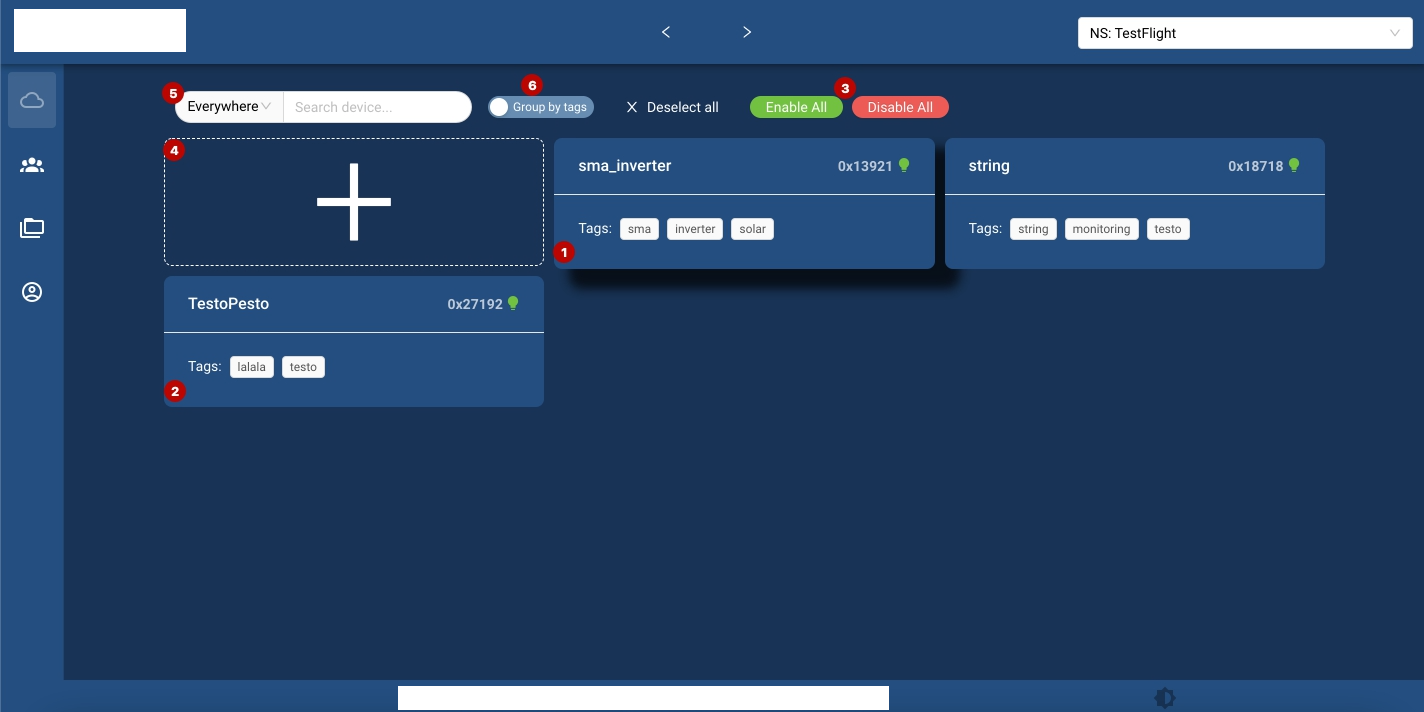 NS: TestFlight
5 Everywhere Search device... 6 Group by tags Deselect all Enable All 3 Disable All
4
sma_inverter 0x13921
Tags: sma inverter solar
1
string 0x18718
Tags: string monitoring testo
TestoPesto 0x27192
Tags: lalala testo
2